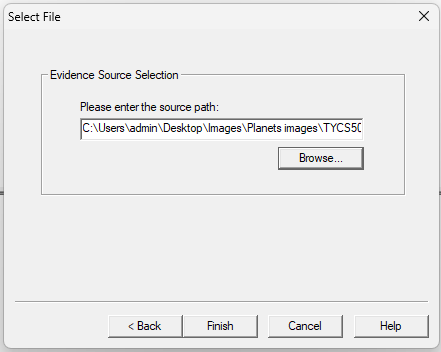 Select File
Evidence Source Selection
Please enter the source path:
C:\Users\admin\Desktop\Images\Planets images\TYCS50
Browse...
< Back
Finish
Cancel
Help